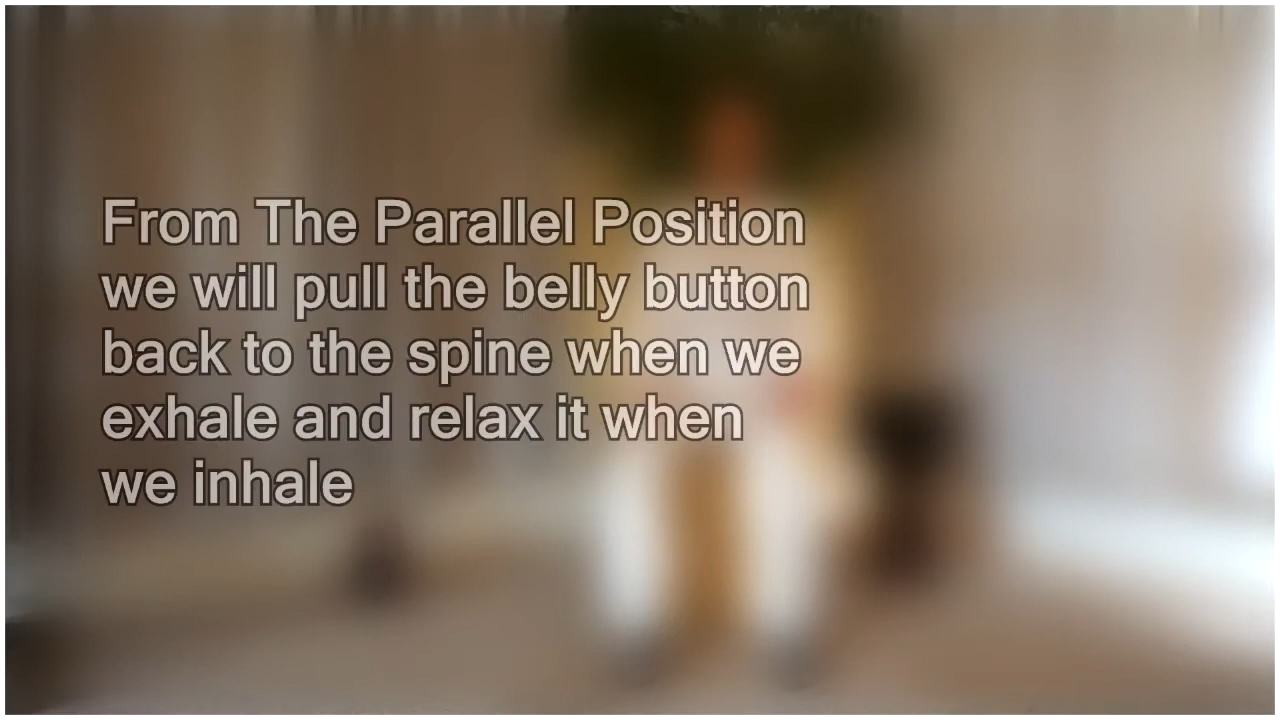 From The Parallel Position
we will pull the belly button
back to the spine when we
exhale and relax it when
we inhale